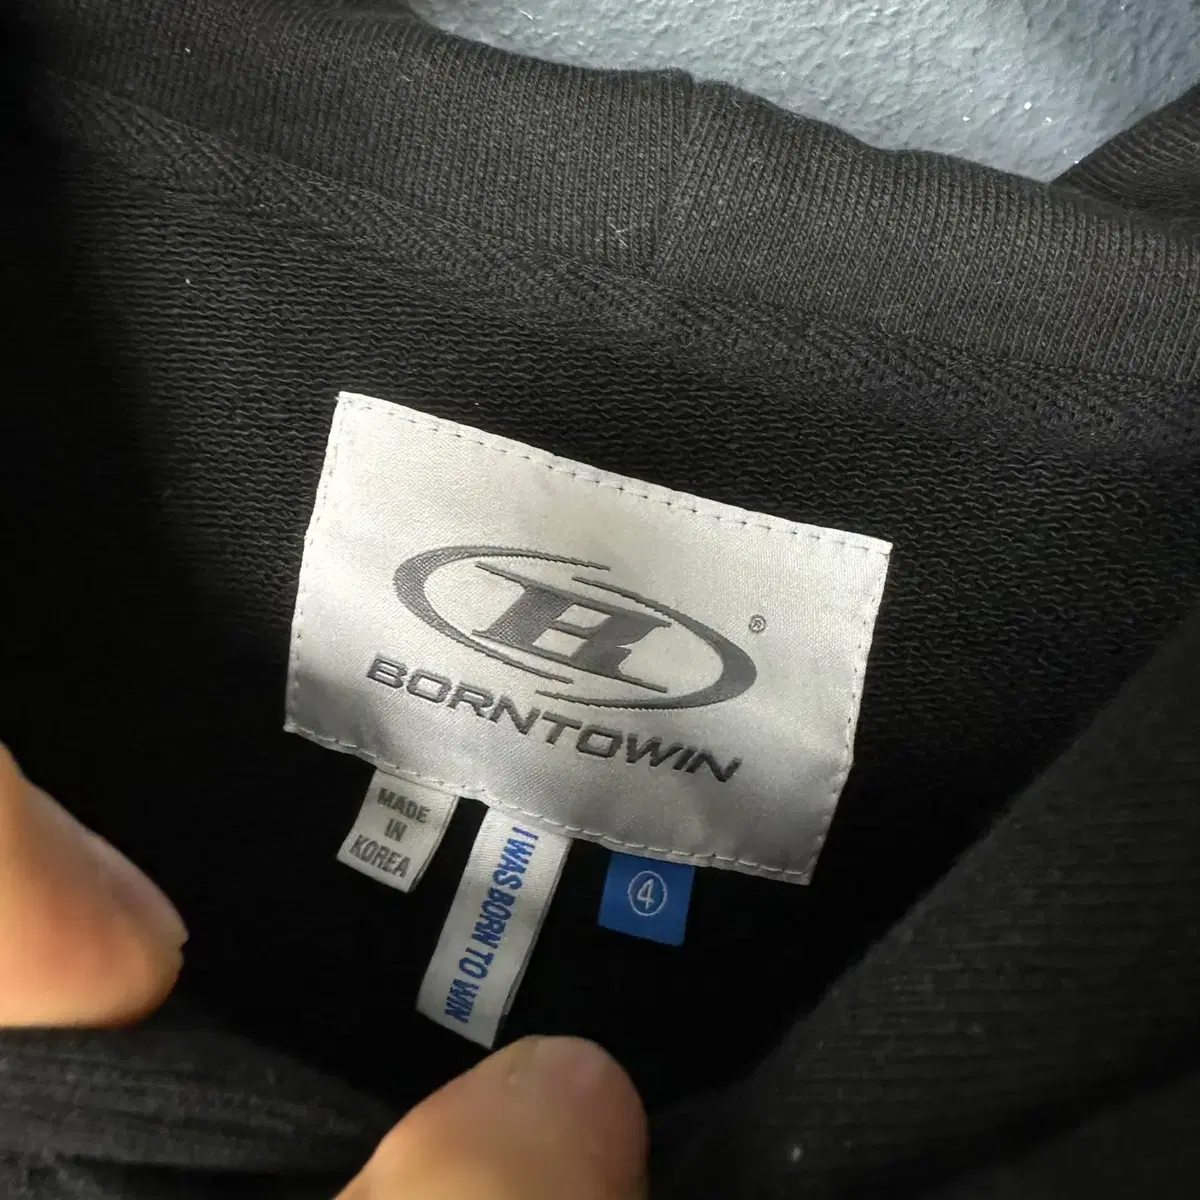 ®
BORNTOWIN
MADE
IN
KOREA
I WAS BORN TO WIN
④